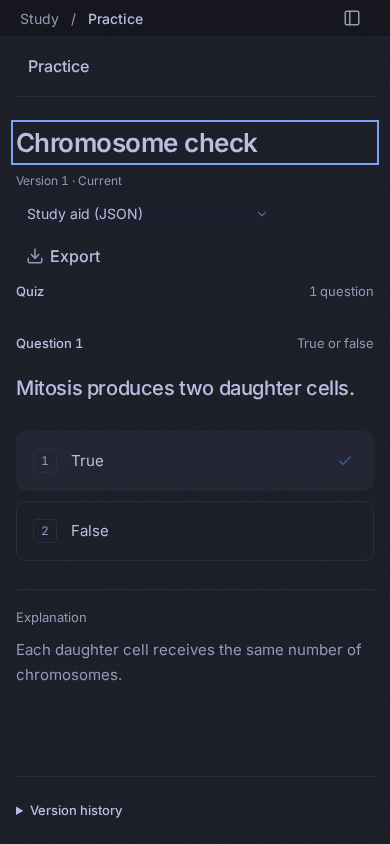 Study / Practice
Practice
Chromosome check
Version 1 · Current
Study aid (JSON)
Export
Quiz 1 question
Question 1 True or false
Mitosis produces two daughter cells.
1 True
2 False
Explanation
Each daughter cell receives the same number of
chromosomes.
Version history